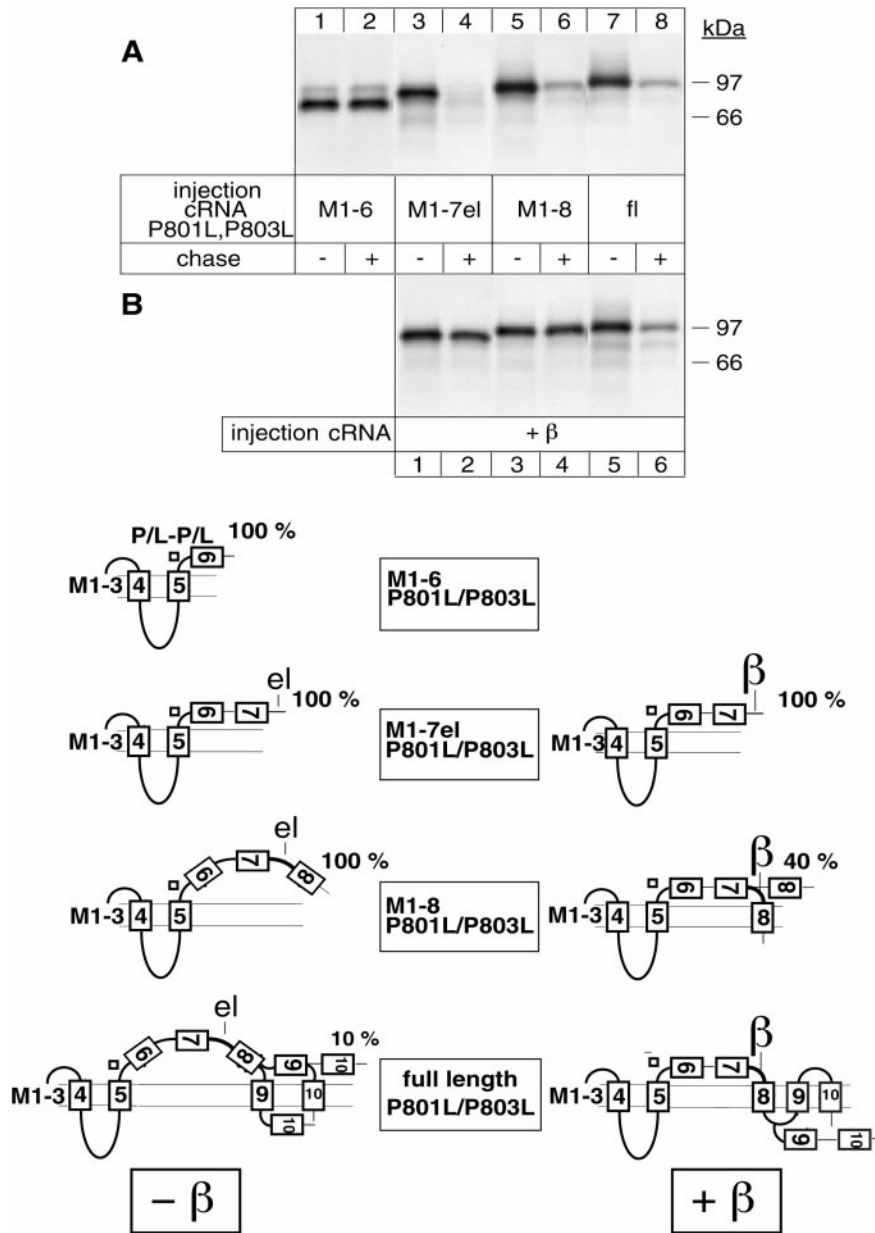 1 2 3 4 5 6 7 8 kDa
A
97
66
injection cRNA P801L,P803L M1-6 M1-7el M1-8 fl
chase - + - + - + - +
B
97
66
injection cRNA + β
1 2 3 4 5 6
P/L-P/L 100 %
M1-3 4 5 6
M1-6
P801L/P803L
el
100 %
M1-3 4 5 6 7
M1-7el
P801L/P803L
β
100 %
M1-3 4 5 6 7
el
100 %
M1-3 4 5 6 7 8
M1-8
P801L/P803L
β
40 %
M1-3 4 5 6 7 8 8
el
10 %
M1-3 4 5 6 7 8 9 10 9 10 10
full length
P801L/P803L
β
M1-3 4 5 6 7 8 9 10 9 10
- β
+ β